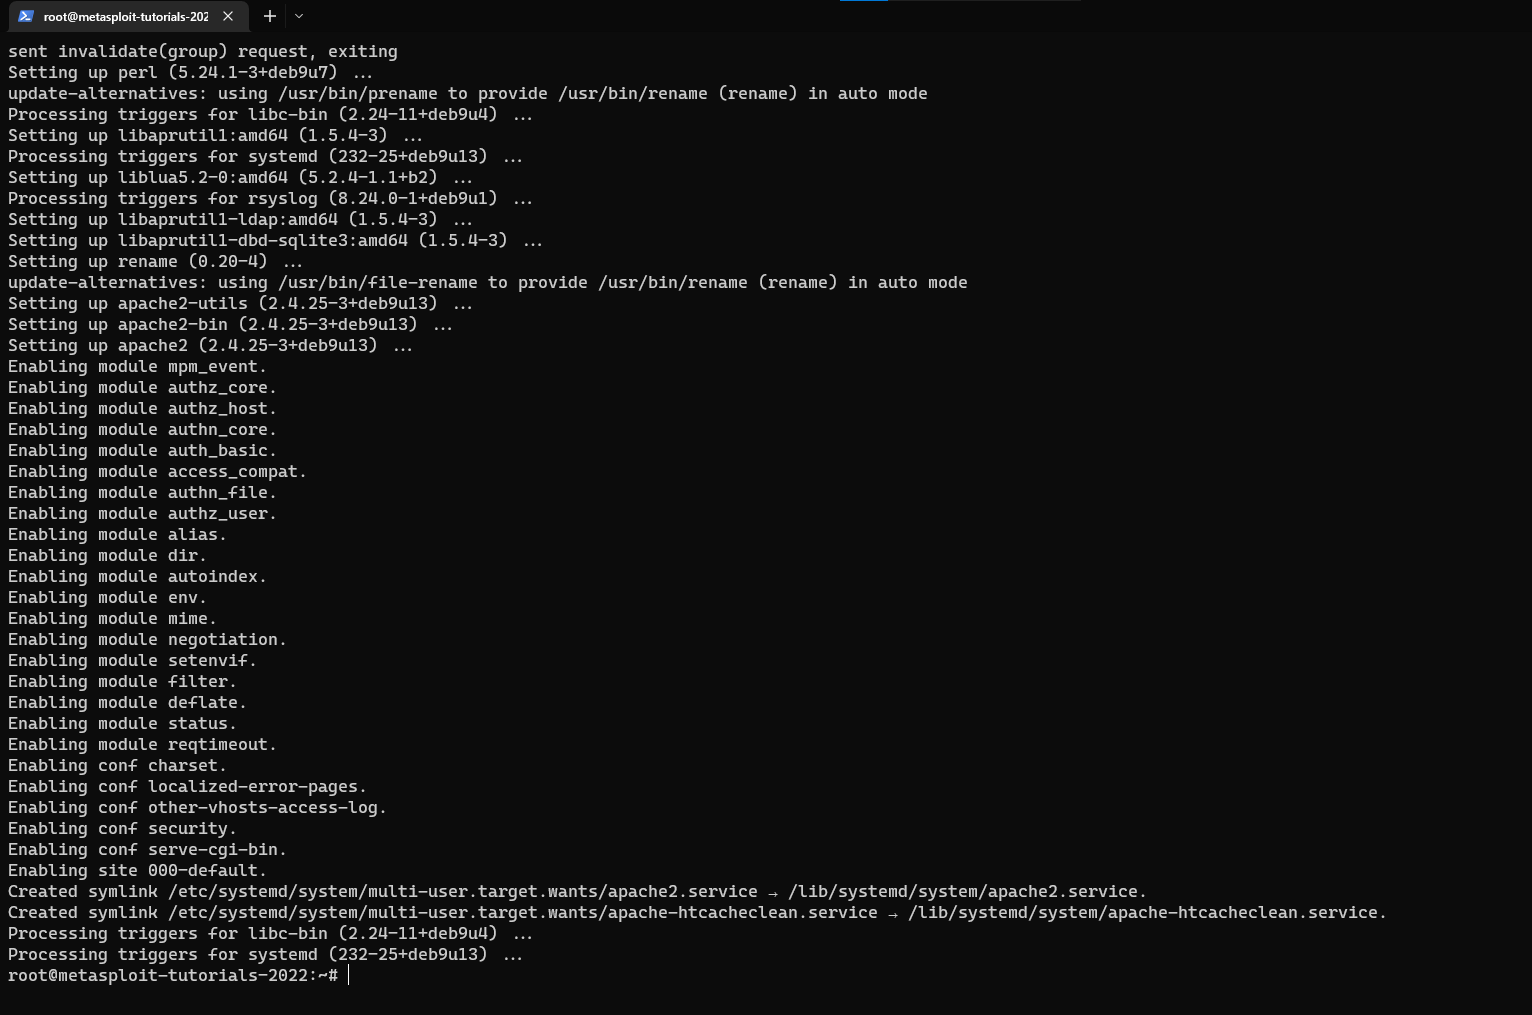 root@metasploit-tutorials-202
sent invalidate(group) request, exiting
Setting up perl (5.24.1-3+deb9u7) ...
update-alternatives: using /usr/bin/prename to provide /usr/bin/rename (rename) in auto mode
Processing triggers for libc-bin (2.24-11+deb9u4) ...
Setting up libaprutil1:amd64 (1.5.4-3) ...
Processing triggers for systemd (232-25+deb9u13) ...
Setting up liblua5.2-0:amd64 (5.2.4-1.1+b2) ...
Processing triggers for rsyslog (8.24.0-1+deb9u1) ...
Setting up libaprutil1-ldap:amd64 (1.5.4-3) ...
Setting up libaprutil1-dbd-sqlite3:amd64 (1.5.4-3) ...
Setting up rename (0.20-4) ...
update-alternatives: using /usr/bin/file-rename to provide /usr/bin/rename (rename) in auto mode
Setting up apache2-utils (2.4.25-3+deb9u13) ...
Setting up apache2-bin (2.4.25-3+deb9u13) ...
Setting up apache2 (2.4.25-3+deb9u13) ...
Enabling module mpm_event.
Enabling module authz_core.
Enabling module authz_host.
Enabling module authn_core.
Enabling module auth_basic.
Enabling module access_compat.
Enabling module authn_file.
Enabling module authz_user.
Enabling module alias.
Enabling module dir.
Enabling module autoindex.
Enabling module env.
Enabling module mime.
Enabling module negotiation.
Enabling module setenvif.
Enabling module filter.
Enabling module deflate.
Enabling module status.
Enabling module reqtimeout.
Enabling conf charset.
Enabling conf localized-error-pages.
Enabling conf other-vhosts-access-log.
Enabling conf security.
Enabling conf serve-cgi-bin.
Enabling site 000-default.
Created symlink /etc/systemd/system/multi-user.target.wants/apache2.service → /lib/systemd/system/apache2.service.
Created symlink /etc/systemd/system/multi-user.target.wants/apache-htcacheclean.service → /lib/systemd/system/apache-htcacheclean.service.
Processing triggers for libc-bin (2.24-11+deb9u4) ...
Processing triggers for systemd (232-25+deb9u13) ...
root@metasploit-tutorials-2022:~#